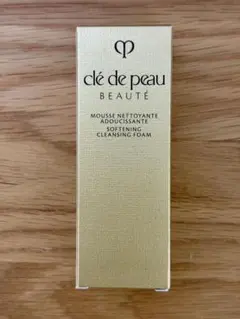 clé de peau
BEAUTÉ
MOUSSE NETTOYANTE
ADOUCISSANTE
SOFTENING
CLEANSING FOAM